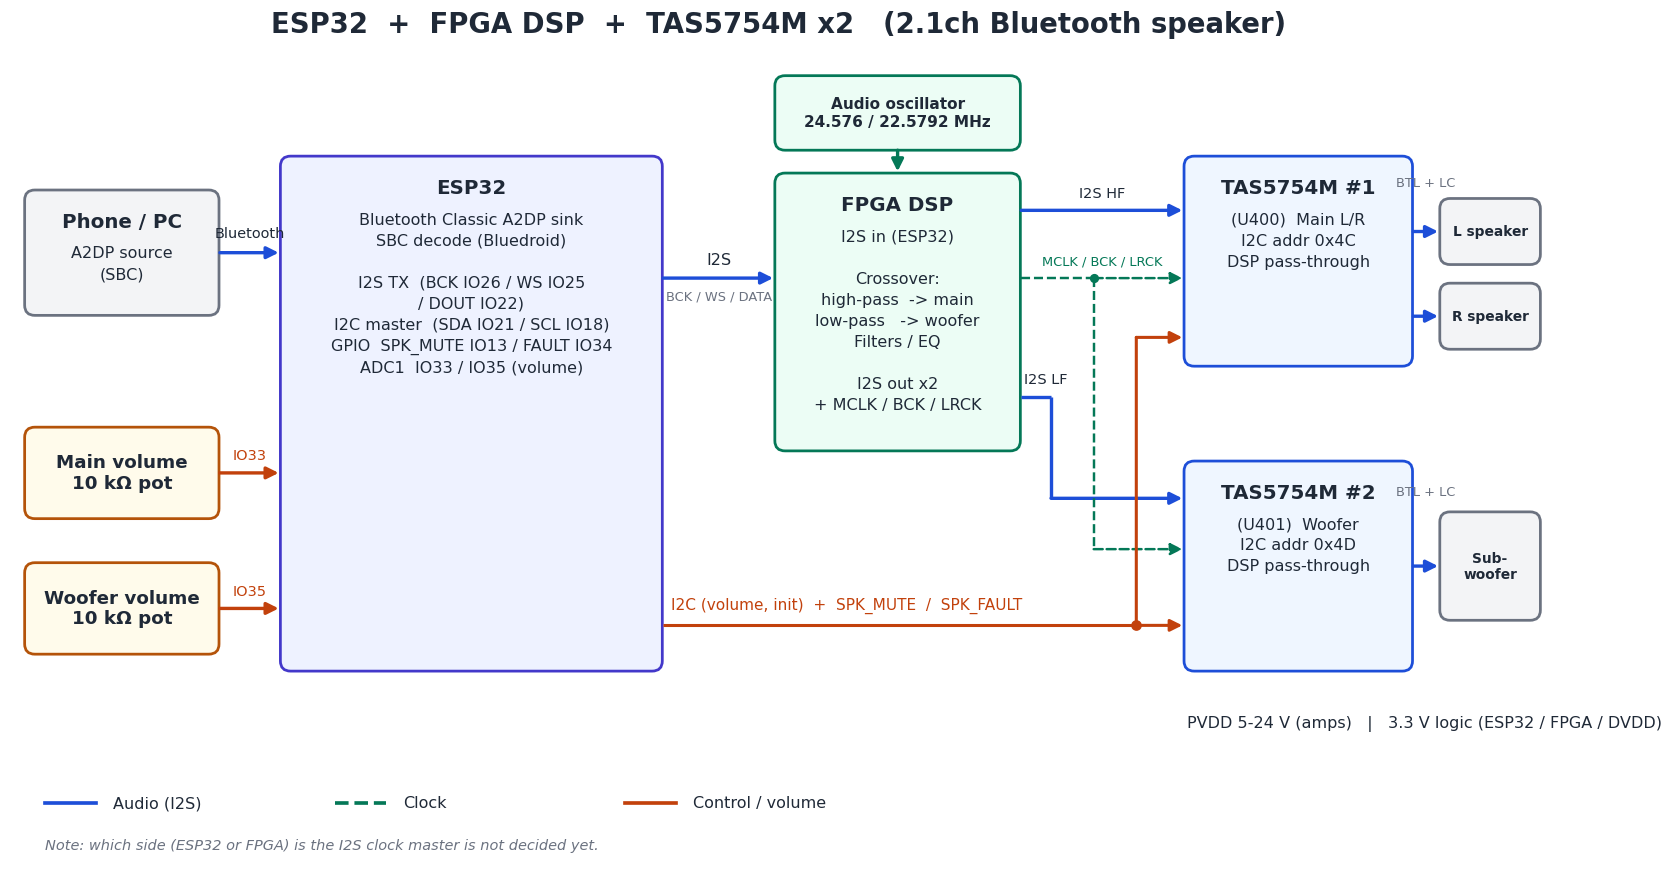 ESP32 + FPGA DSP + TAS5754M x2 (2.1ch Bluetooth speaker)
Audio oscillator
24.576 / 22.5792 MHz
Phone / PC
A2DP source
(SBC)
Bluetooth
ESP32
Bluetooth Classic A2DP sink
SBC decode (Bluedroid)
I2S TX (BCK IO26 / WS IO25
/ DOUT IO22)
I2C master (SDA IO21 / SCL IO18)
GPIO SPK_MUTE IO13 / FAULT IO34
ADC1 IO33 / IO35 (volume)
I2S
BCK / WS / DATA
FPGA DSP
I2S in (ESP32)
Crossover:
high-pass -> main
low-pass -> woofer
Filters / EQ
I2S out x2
+ MCLK / BCK / LRCK
I2S HF
MCLK / BCK / LRCK
I2S LF
TAS5754M #1
(U400) Main L/R
I2C addr 0x4C
DSP pass-through
BTL + LC
L speaker
R speaker
Main volume
10 kΩ pot
IO33
Woofer volume
10 kΩ pot
IO35
TAS5754M #2
(U401) Woofer
I2C addr 0x4D
DSP pass-through
BTL + LC
Sub-
woofer
I2C (volume, init) + SPK_MUTE / SPK_FAULT
PVDD 5-24 V (amps) | 3.3 V logic (ESP32 / FPGA / DVDD)
Audio (I2S)
Clock
Control / volume
Note: which side (ESP32 or FPGA) is the I2S clock master is not decided yet.